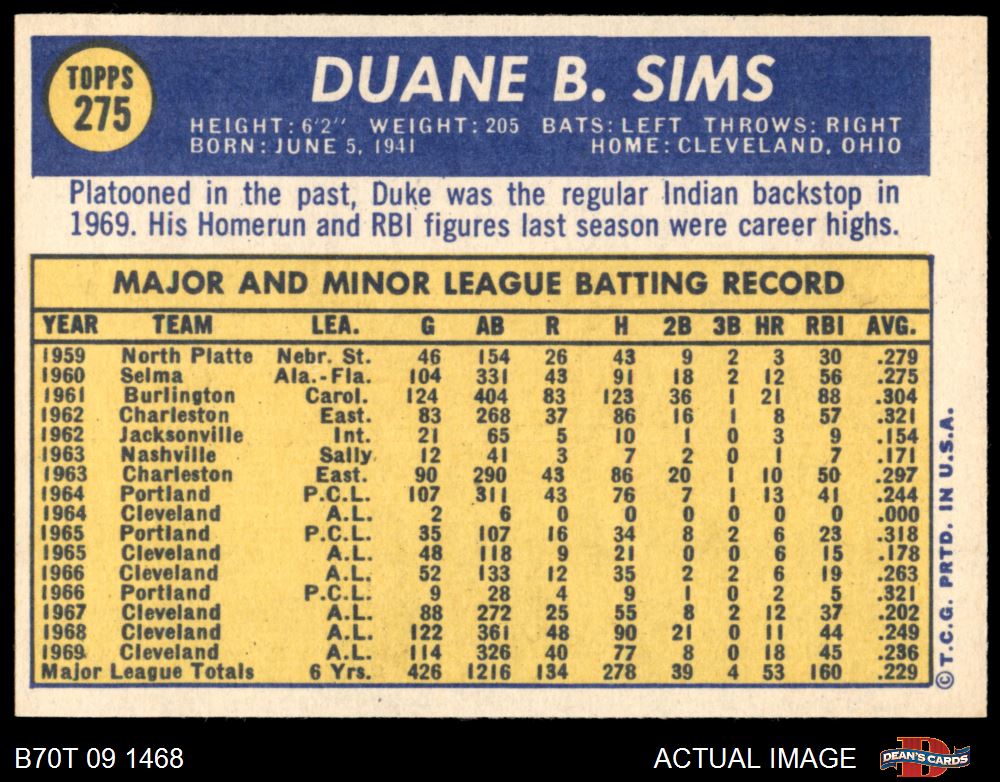 TOPPS
275
DUANE B. SIMS
HEIGHT: 6'2'' WEIGHT: 205 BATS: LEFT THROWS: RIGHT
BORN: JUNE 5, 1941 HOME: CLEVELAND, OHIO
Platooned in the past, Duke was the regular Indian backstop in
1969. His Homerun and RBI figures last season were career highs.
MAJOR AND MINOR LEAGUE BATTING RECORD
YEAR TEAM LEA. G AB R H 2B 3B HR RBI AVG.
1959 North Platte Nebr. St. 46 154 26 43 9 2 3 30 .279
1960 Selma Ala.-Fla. 104 331 43 91 18 2 12 56 .275
1961 Burlington Carol. 124 404 83 123 36 1 21 88 .304
1962 Charleston East. 83 268 37 86 16 1 8 57 .321
1962 Jacksonville Int. 21 65 5 10 1 0 3 9 .154
1963 Nashville Sally. 12 41 3 7 2 0 1 7 .171
1963 Charleston East. 90 290 43 86 20 1 10 50 .297
1964 Portland P.C.L. 107 311 43 76 7 1 13 41 .244
1964 Cleveland A.L. 2 6 0 0 0 0 0 0 .000
1965 Portland P.C.L. 35 107 16 34 8 2 6 23 .318
1965 Cleveland A.L. 48 118 9 21 0 0 6 15 .178
1966 Cleveland A.L. 52 133 12 35 2 2 6 19 .263
1966 Portland P.C.L. 9 28 4 9 1 0 2 5 .321
1967 Cleveland A.L. 88 272 25 55 8 2 12 37 .202
1968 Cleveland A.L. 122 361 48 90 21 0 11 44 .249
1969 Cleveland A.L. 114 326 40 77 8 0 18 45 .236
Major League Totals 6 Yrs. 426 1216 134 278 39 4 53 160 .229
©T.C.G. PRTD. IN U.S.A.
B70T 09 1468 ACTUAL IMAGE
DEAN'S CARDS